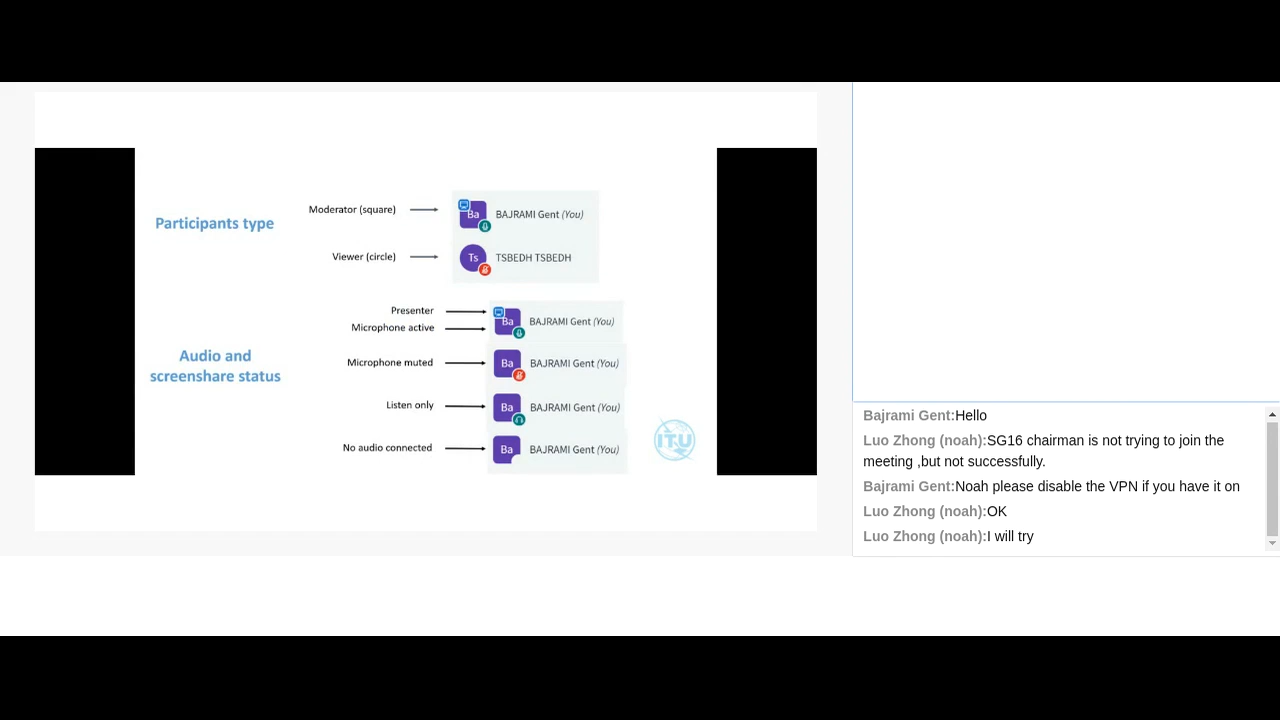 Participants type
Moderator (square)
Ba
BAJRAMI Gent (You)
Viewer (circle)
Ts
TSBEDH TSBEDH
Audio and
screenshare status
Presenter
Microphone active
Ba
BAJRAMI Gent (You)
Microphone muted
Ba
BAJRAMI Gent (You)
Listen only
Ba
BAJRAMI Gent (You)
No audio connected
Ba
BAJRAMI Gent (You)
ITU
Bajrami Gent:Hello
Luo Zhong (noah):SG16 chairman is not trying to join the
meeting ,but not successfully.
Bajrami Gent:Noah please disable the VPN if you have it on
Luo Zhong (noah):OK
Luo Zhong (noah):I will try